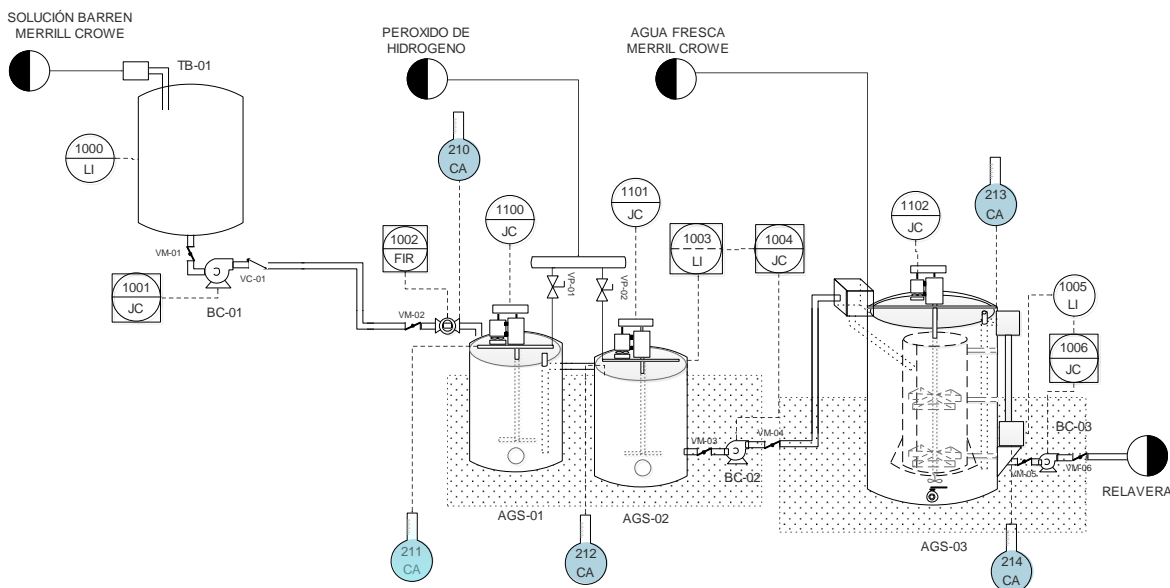 SOLUCIÓN BARREN
MERRILL CROWE
TB-01
PEROXIDO DE
HIDROGENO
AGUA FRESCA
MERRIL CROWE
1000
LI
210
CA
1100
JC
1101
JC
1102
JC
213
CA
1002
FIR
1003
LI
1004
JC
VM-01
VC-01
1001
JC
BC-01
VM-02
VP-01
VP-02
1005
LI
1006
JC
VM-03
VM-04
BC-02
BC-03
VM-05
VM-06
RELAVERA
AGS-01
AGS-02
AGS-03
211
CA
212
CA
214
CA